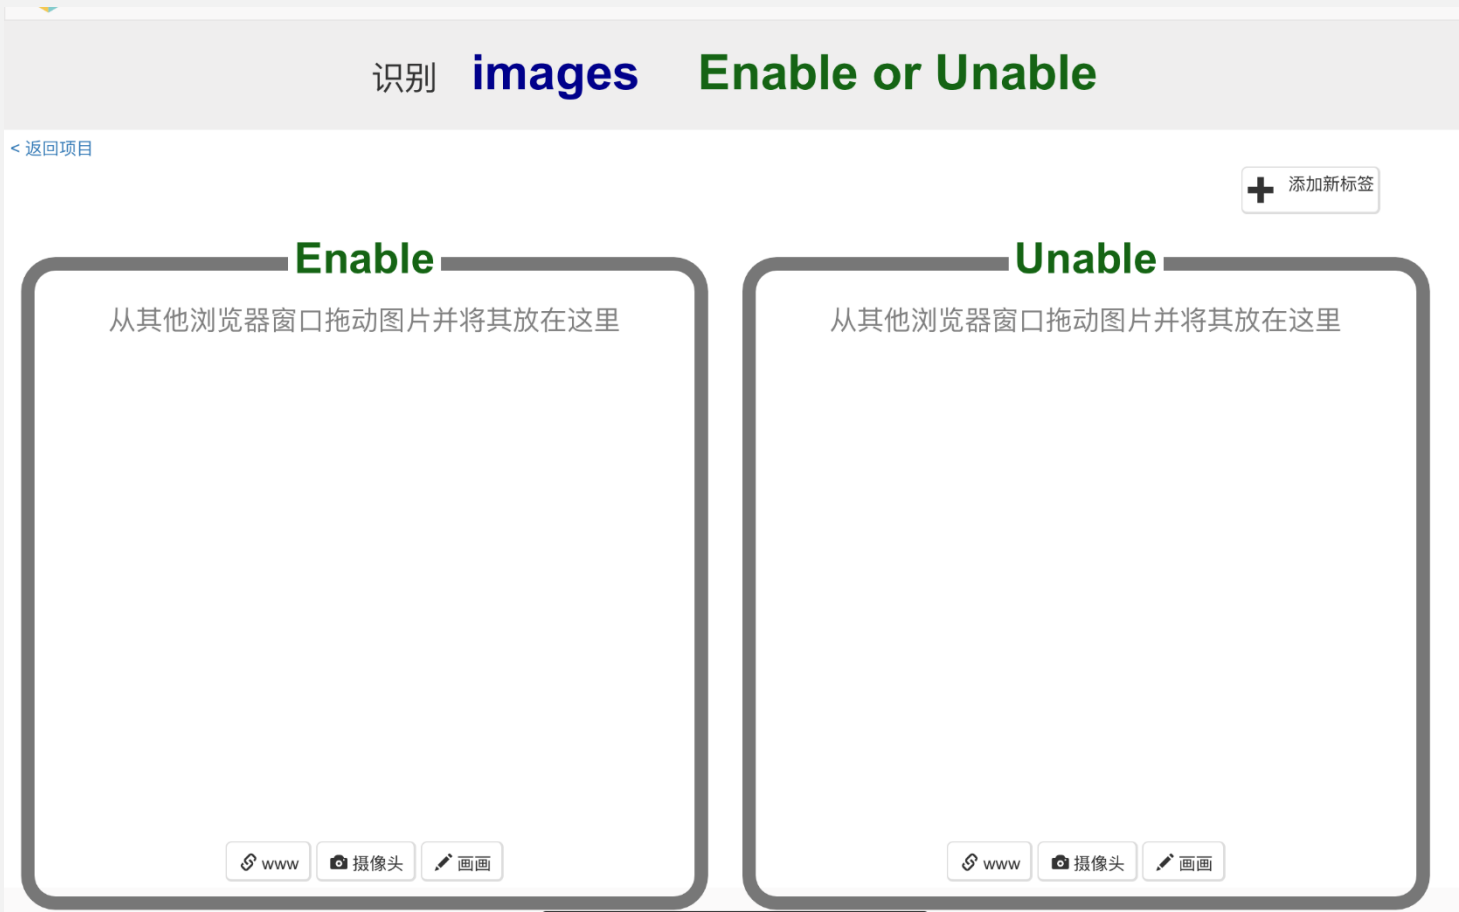 识别 images Enable or Unable
< 返回项目
添加新标签
Enable
从其他浏览器窗口拖动图片并将其放在这里
www 摄像头 画画
Unable
从其他浏览器窗口拖动图片并将其放在这里
www 摄像头 画画